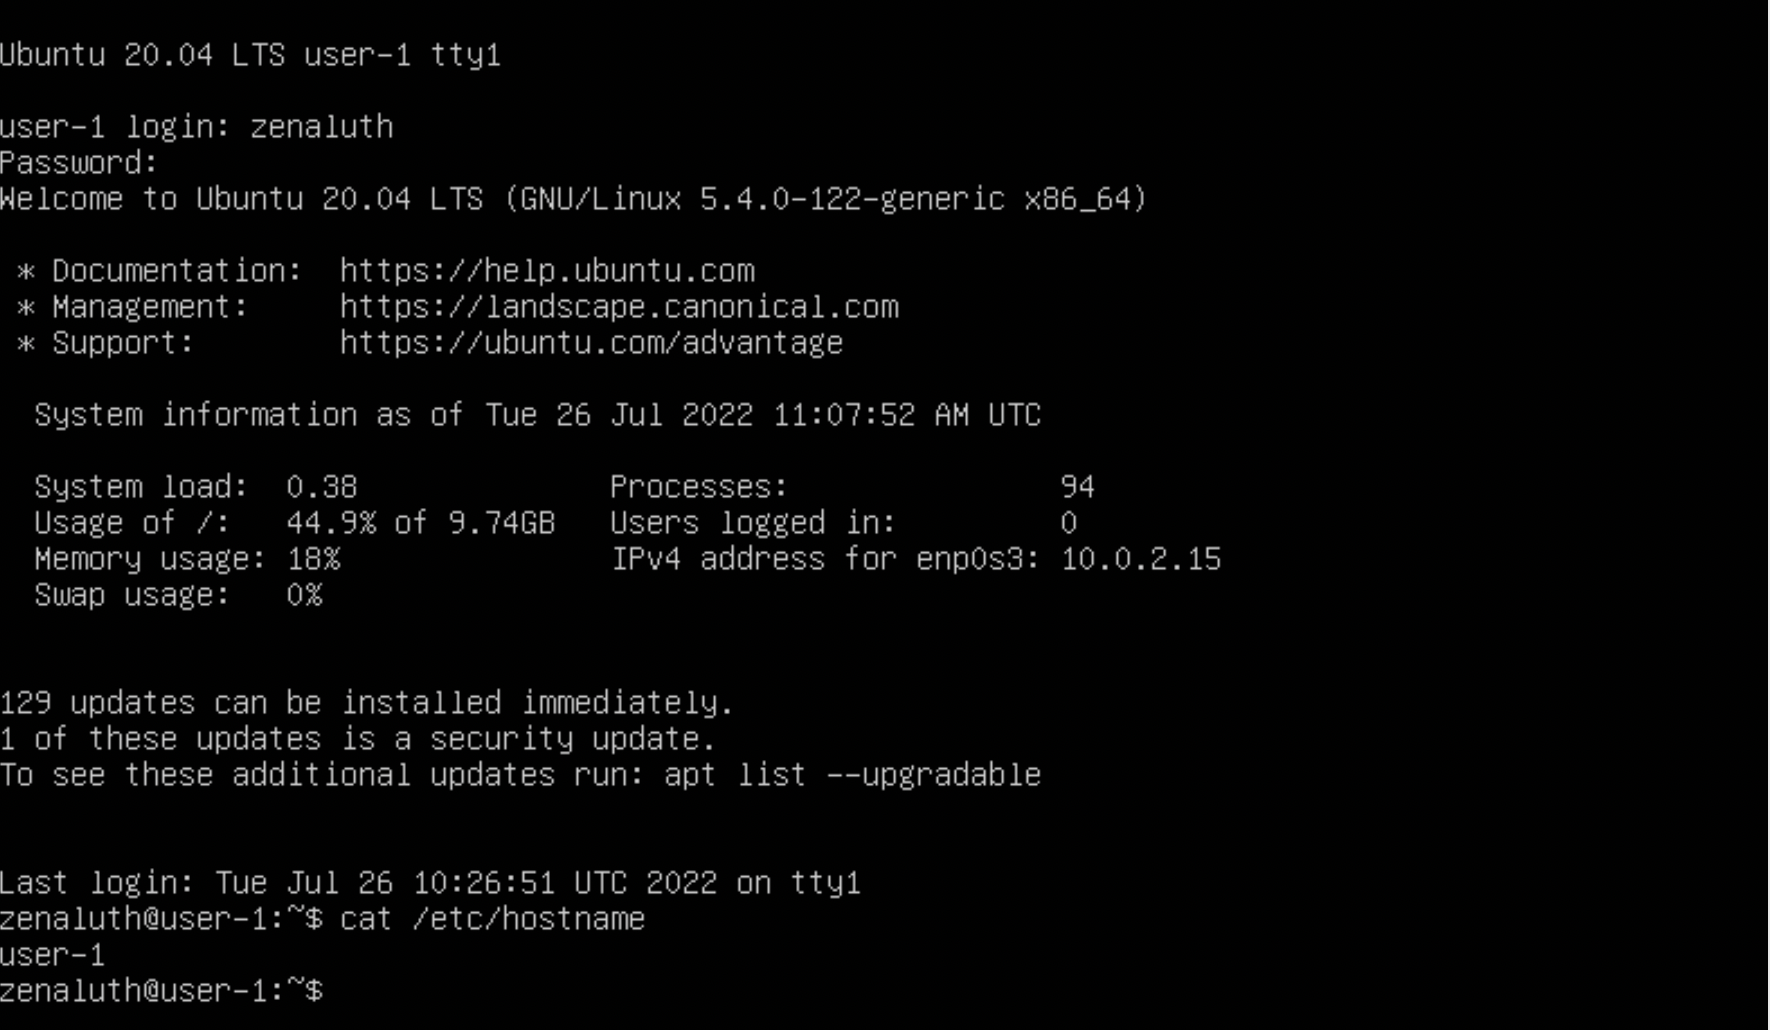 Ubuntu 20.04 LTS user-1 tty1
user-1 login: zenaluth
Password:
Welcome to Ubuntu 20.04 LTS (GNU/Linux 5.4.0-122-generic x86_64)
* Documentation:  https://help.ubuntu.com
* Management:     https://landscape.canonical.com
* Support:        https://ubuntu.com/advantage
System information as of Tue 26 Jul 2022 11:07:52 AM UTC
System load:  0.38              Processes:               94
Usage of /:   44.9% of 9.74GB   Users logged in:         0
Memory usage: 18%               IPv4 address for enp0s3: 10.0.2.15
Swap usage:   0%
129 updates can be installed immediately.
1 of these updates is a security update.
To see these additional updates run: apt list --upgradable
Last login: Tue Jul 26 10:26:51 UTC 2022 on tty1
zenaluth@user-1:~$ cat /etc/hostname
user-1
zenaluth@user-1:~$